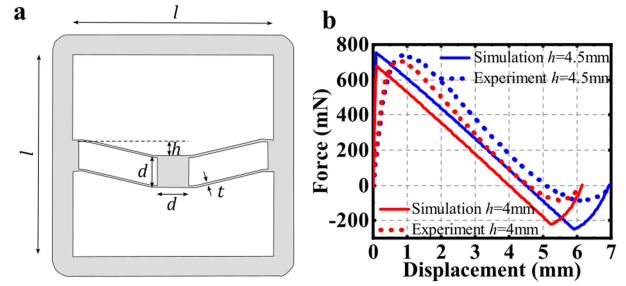 a
l
l
h
d
d
t
b
800
600
400
200
0
-200
Force (mN)
Simulation h=4.5mm
Experiment h=4.5mm
Simulation h=4mm
Experiment h=4mm
0 1 2 3 4 5 6 7
Displacement (mm)